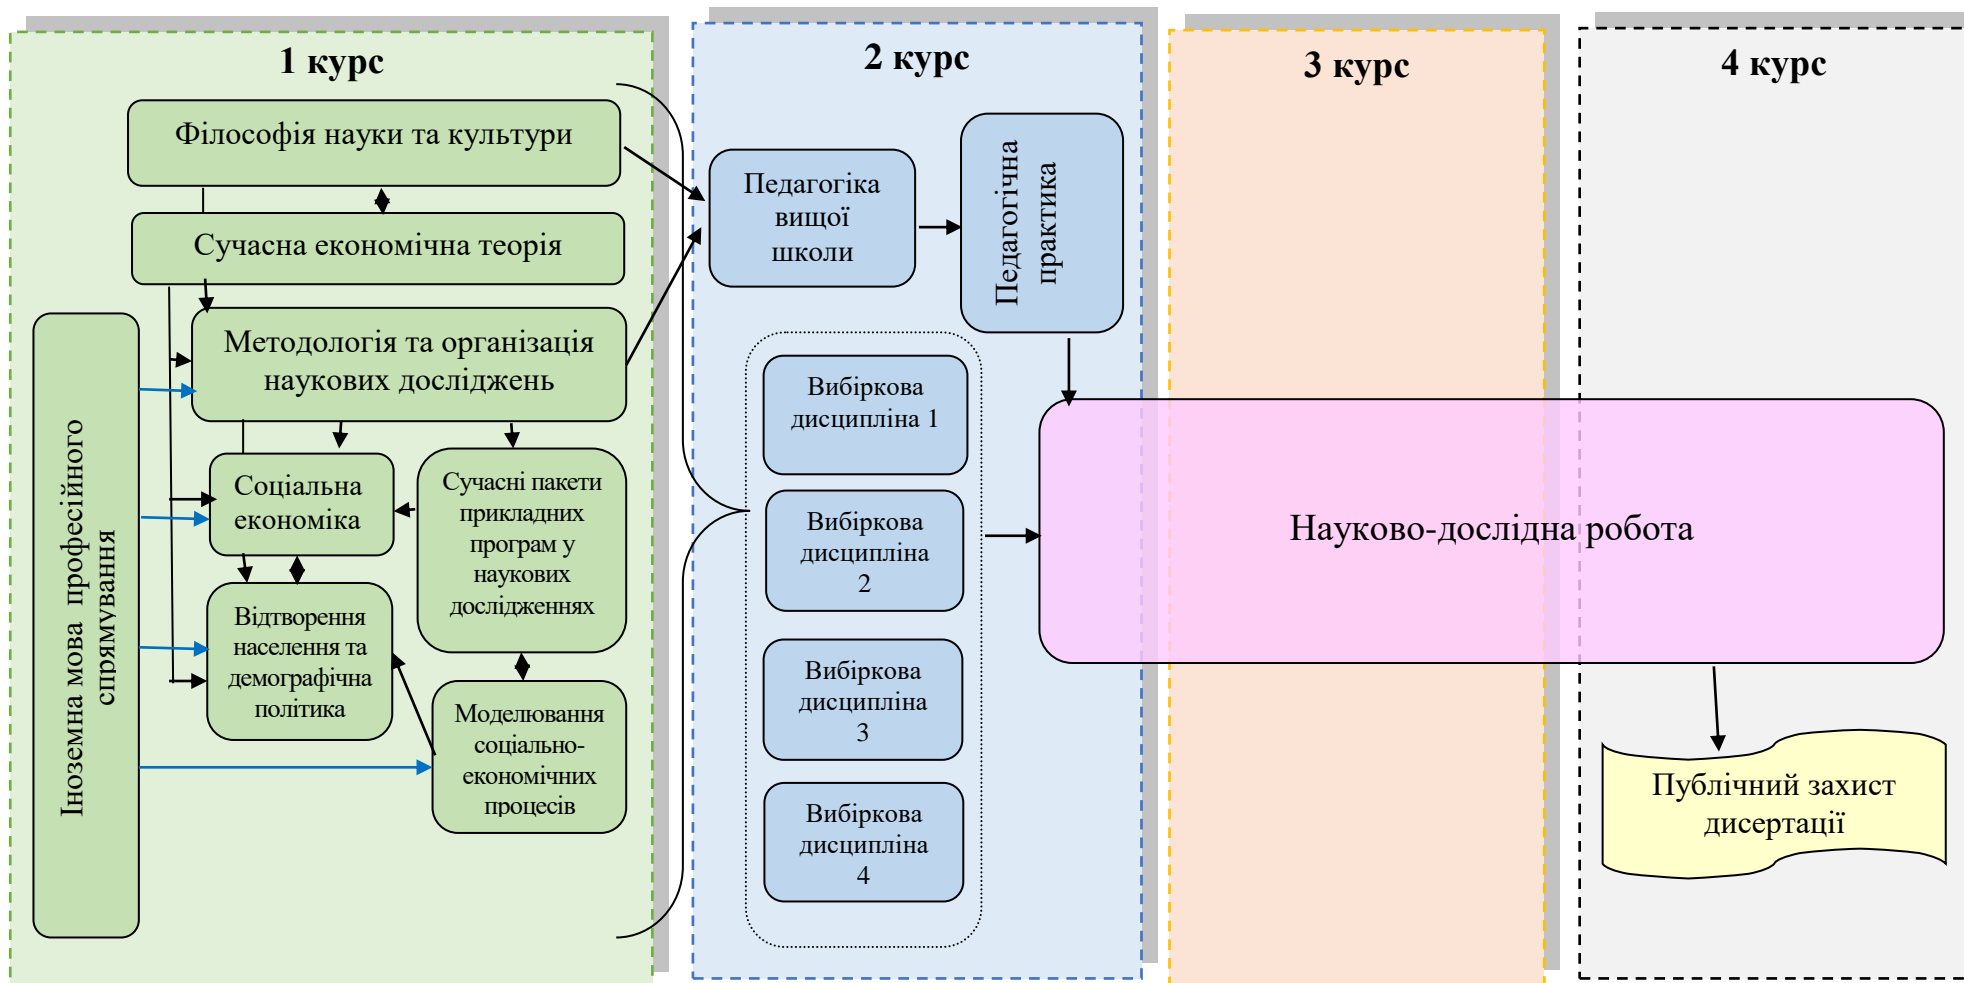 1 курс
Філософія науки та культури
Сучасна економічна теорія
Методологія та організація
наукових досліджень
Іноземна мова професійного
спрямування
Соціальна
економіка
Сучасні пакети
прикладних
програм у
наукових
дослідженнях
Відтворення
населення та
демографічна
політика
Моделювання
соціально-
економічних
процесів
2 курс
Педагогіка
вищої
школи
Педагогічна
практика
Вибіркова
дисципліна 1
Вибіркова
дисципліна
2
Вибіркова
дисципліна
3
Вибіркова
дисципліна
4
3 курс
4 курс
Науково-дослідна робота
Публічний захист
дисертації